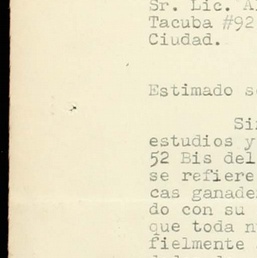 Sr. Lic. A
Tacuba #92
Ciudad.
Estimado s
Si
estudios y
52 Bis del
se refiere
cas ganade
do con su
que toda n
fielmente